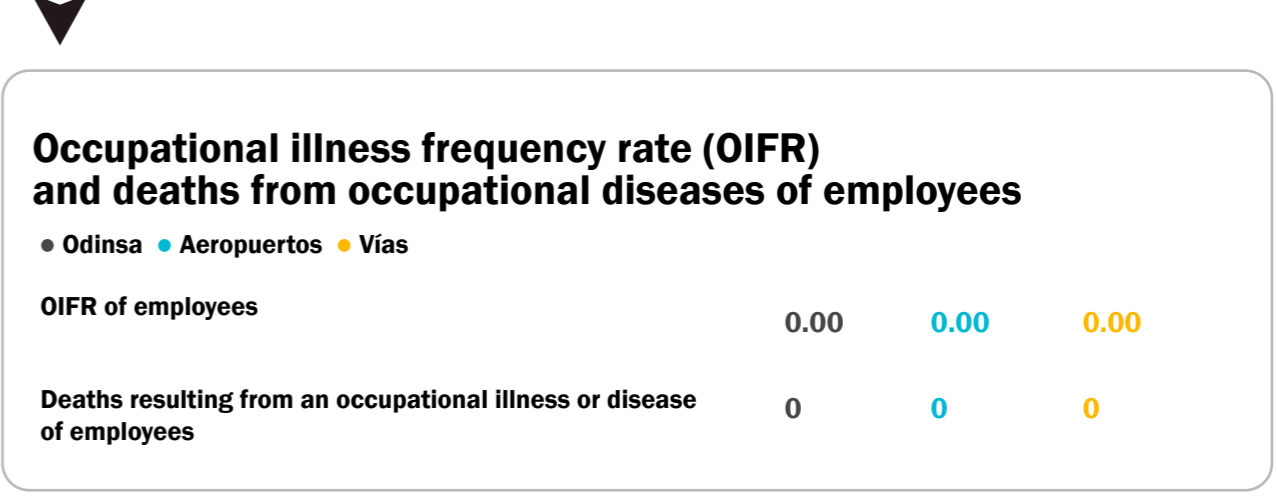 Occupational illness frequency rate (OIFR)
and deaths from occupational diseases of employees
Odinsa Aeropuertos Vías
OIFR of employees 0.00 0.00 0.00
Deaths resulting from an occupational illness or disease
of employees 0 0 0